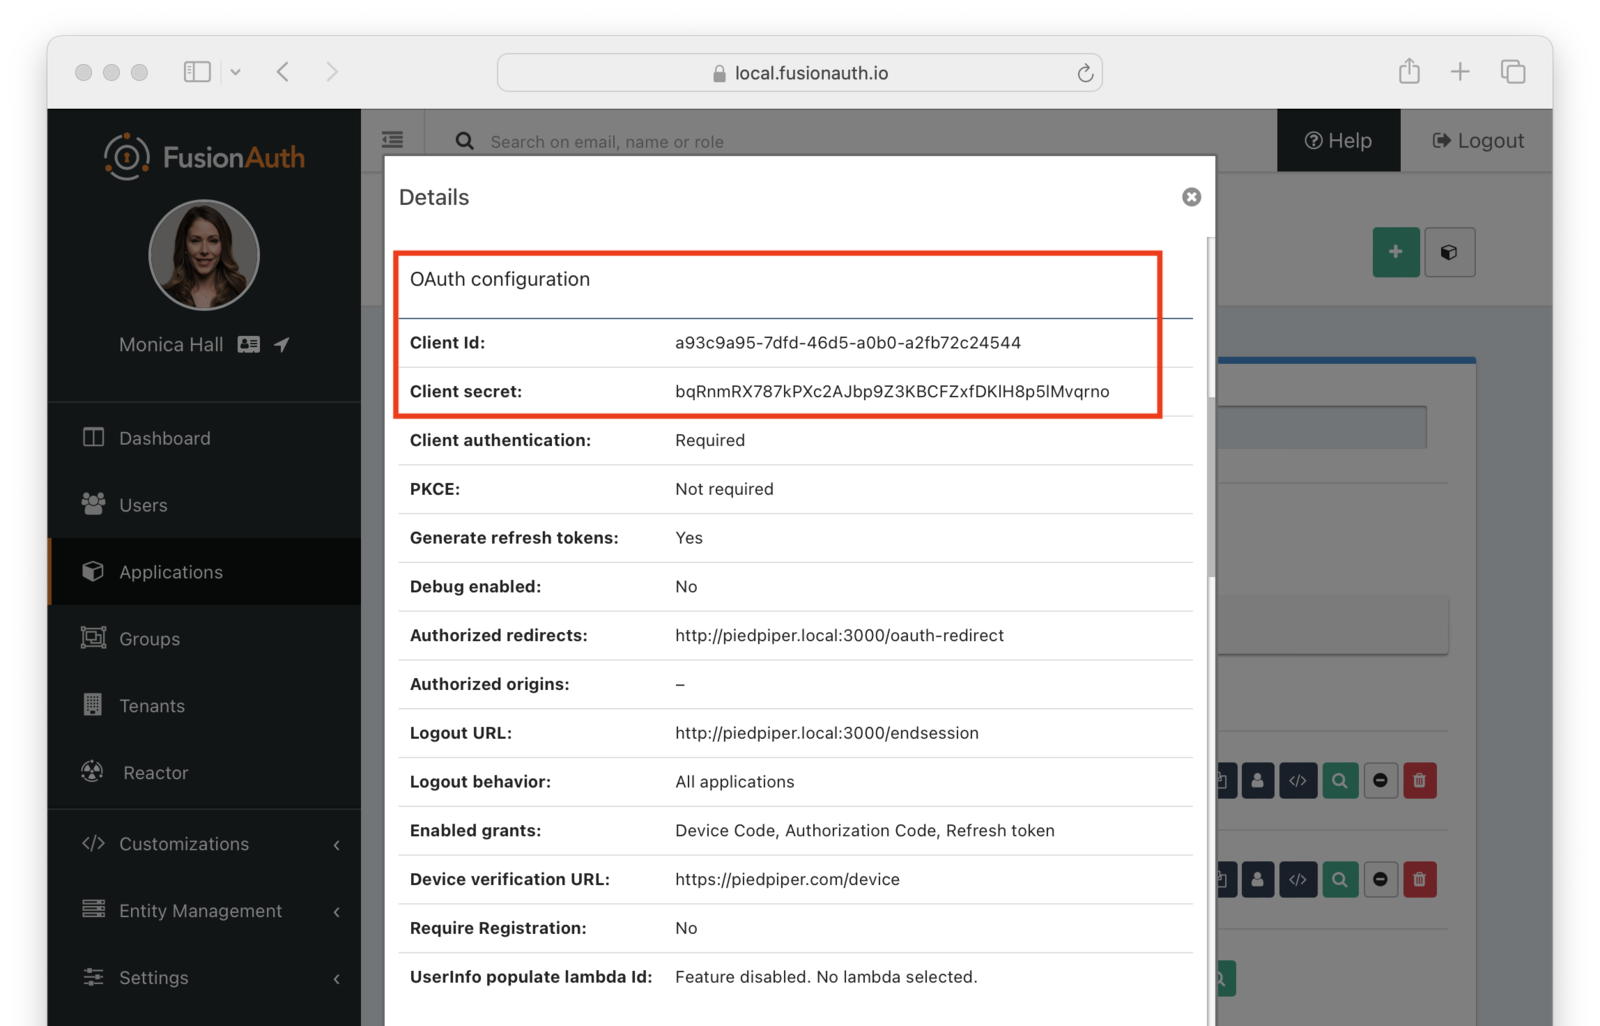 local.fusionauth.io
FusionAuth
Search on email, name or role
Help
Logout
Monica Hall
Dashboard
Users
Applications
Groups
Tenants
Reactor
Customizations
Entity Management
Settings
Details
OAuth configuration
Client Id: a93c9a95-7dfd-46d5-a0b0-a2fb72c24544
Client secret: bqRnmRX787kPXc2AJbp9Z3KBCFZxfDKlH8p5lMvqrno
Client authentication: Required
PKCE: Not required
Generate refresh tokens: Yes
Debug enabled: No
Authorized redirects: http://piedpiper.local:3000/oauth-redirect
Authorized origins: –
Logout URL: http://piedpiper.local:3000/endsession
Logout behavior: All applications
Enabled grants: Device Code, Authorization Code, Refresh token
Device verification URL: https://piedpiper.com/device
Require Registration: No
UserInfo populate lambda Id: Feature disabled. No lambda selected.